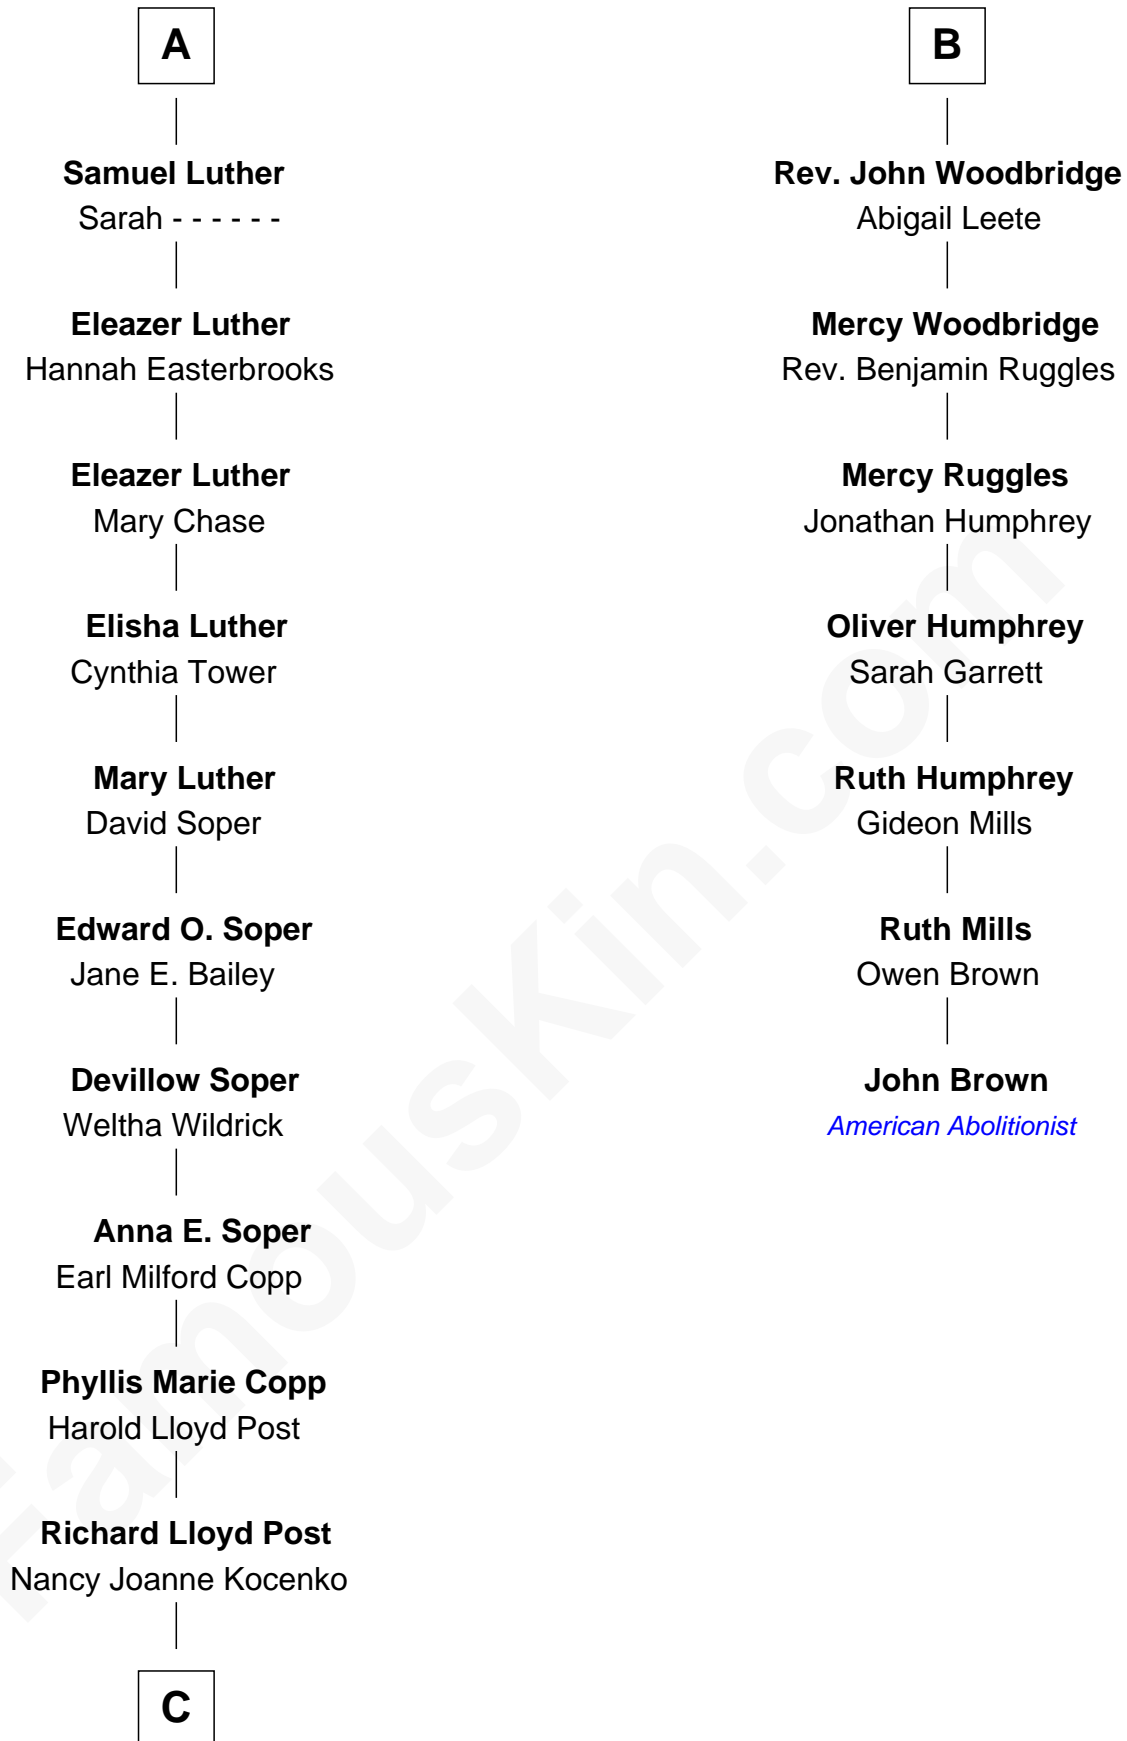 A
Samuel Luther
Sarah - - - - - -
Eleazer Luther
Hannah Easterbrooks
Eleazer Luther
Mary Chase
Elisha Luther
Cynthia Tower
Mary Luther
David Soper
Edward O. Soper
Jane E. Bailey
Devillow Soper
Weltha Wildrick
Anna E. Soper
Earl Milford Copp
Phyllis Marie Copp
Harold Lloyd Post
Richard Lloyd Post
Nancy Joanne Kocenko
C
B
Rev. John Woodbridge
Abigail Leete
Mercy Woodbridge
Rev. Benjamin Ruggles
Mercy Ruggles
Jonathan Humphrey
Oliver Humphrey
Sarah Garrett
Ruth Humphrey
Gideon Mills
Ruth Mills
Owen Brown
John Brown
American Abolitionist
FamousKin.com